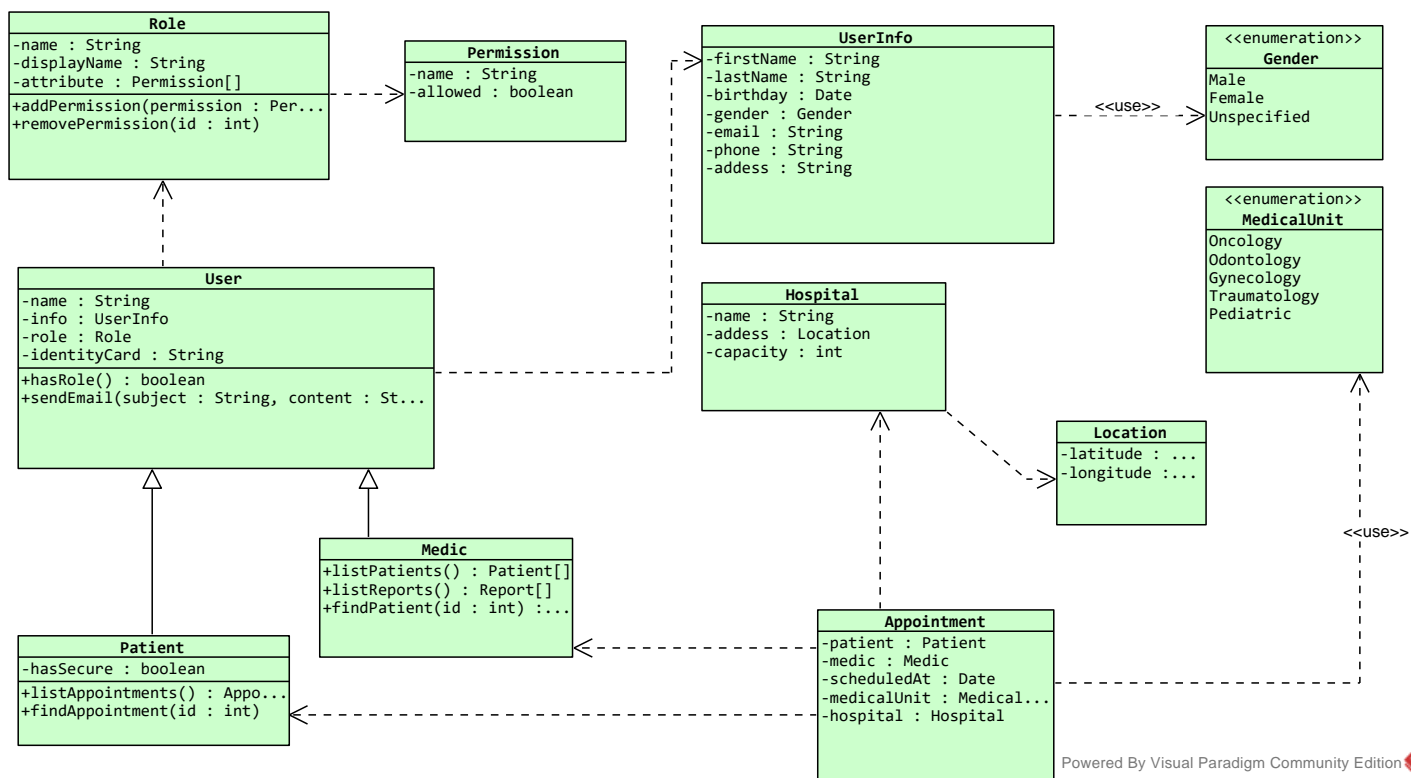 Role
-name : String
-displayName : String
-attribute : Permission[]
+addPermission(permission : Per...
+removePermission(id : int)
Permission
-name : String
-allowed : boolean
UserInfo
-firstName : String
-lastName : String
-birthday : Date
-gender : Gender
-email : String
-phone : String
-addess : String
<<use>>
<<enumeration>>
Gender
Male
Female
Unspecified
<<enumeration>>
MedicalUnit
Oncology
Odontology
Gynecology
Traumatology
Pediatric
User
-name : String
-info : UserInfo
-role : Role
-identityCard : String
+hasRole() : boolean
+sendEmail(subject : String, content : St...
Hospital
-name : String
-addess : Location
-capacity : int
Location
-latitude : ...
-longitude :...
<<use>>
Medic
+listPatients() : Patient[]
+listReports() : Report[]
+findPatient(id : int) :...
Patient
-hasSecure : boolean
+listAppointments() : Appo...
+findAppointment(id : int)
Appointment
-patient : Patient
-medic : Medic
-scheduledAt : Date
-medicalUnit : Medical...
-hospital : Hospital
Powered By Visual Paradigm Community Edition